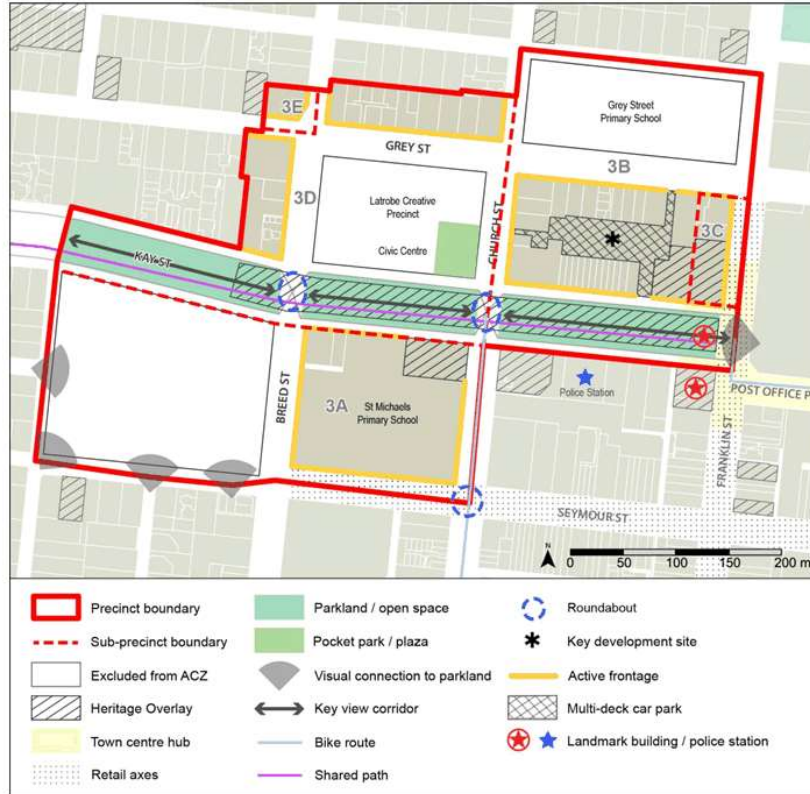 Grey Street
Primary School
3E
GREY ST
3B
3D
Latrobe Creative
Precinct
CHURCH ST
3C
Civic Centre
KAY ST
BREED ST
3A
St Michaels
Primary School
Police Station
POST OFFICE P
FRANKLIN ST
SEYMOUR ST
N
0 50 100 150 200 m
Precinct boundary
Parkland / open space
Roundabout
Sub-precinct boundary
Pocket park / plaza
Key development site
Excluded from ACZ
Visual connection to parkland
Active frontage
Heritage Overlay
Key view corridor
Multi-deck car park
Town centre hub
Bike route
Landmark building / police station
Retail axes
Shared path